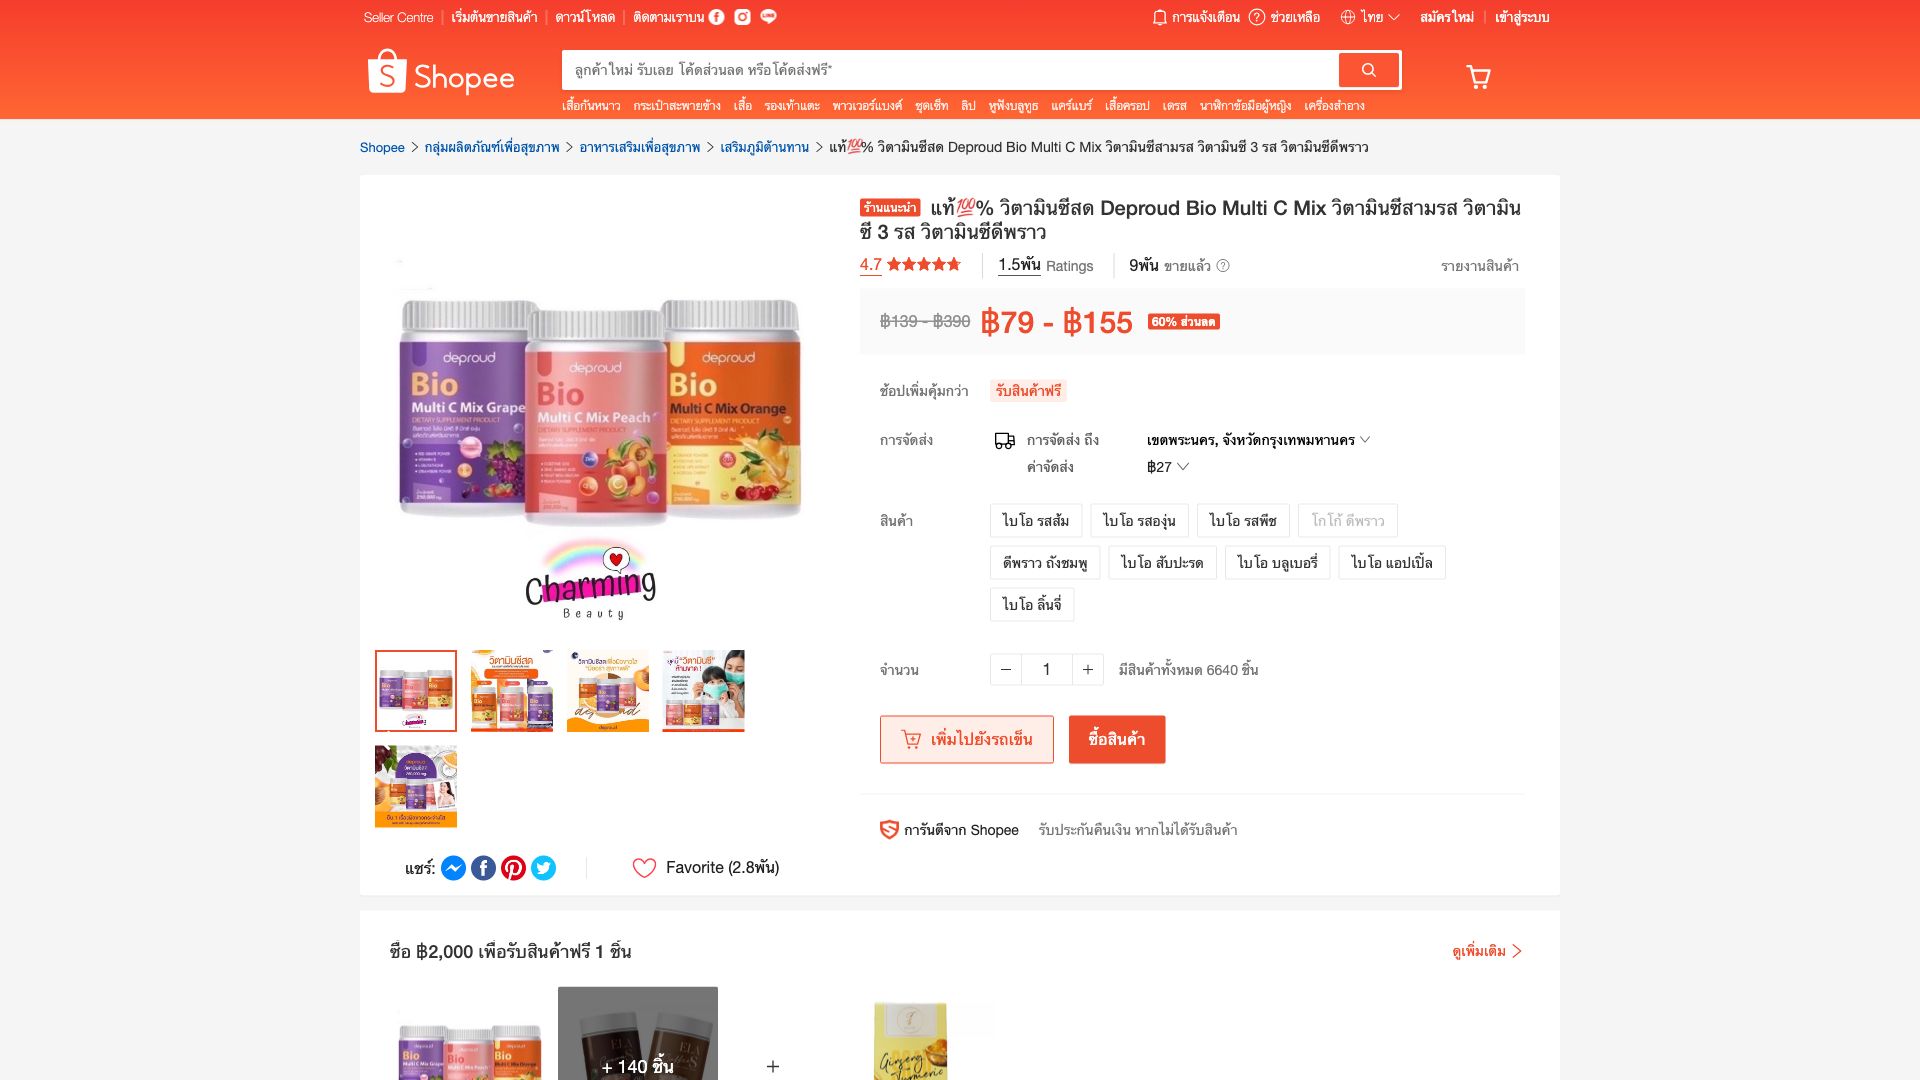 Seller Centre
เริ่มต้นขายสินค้า
ดาวน์โหลด
ติดตามเราบน
การแจ้งเตือน
ช่วยเหลือ
ไทย
สมัครใหม่
เข้าสู่ระบบ
Shopee
ลูกค้าใหม่ รับเลย โค้ดส่วนลด หรือโค้ดส่งฟรี*
เสื้อกันหนาว กระเป๋าสะพายข้าง เสื้อ รองเท้าแตะ พาวเวอร์แบงค์ ชุดเซ็ท ลิป หูฟังบลูทูธ แคร์แบร์ เสื้อครอป เดรส นาฬิกาข้อมือผู้หญิง เครื่องสำอาง
Shopee > กลุ่มผลิตภัณฑ์เพื่อสุขภาพ > อาหารเสริมเพื่อสุขภาพ > เสริมภูมิต้านทาน > แท้💯% วิตามินซีสด Deproud Bio Multi C Mix วิตามินซีสามรส วิตามินซี 3 รส วิตามินซีดีพราว
ร้านแนะนำ แท้💯% วิตามินซีสด Deproud Bio Multi C Mix วิตามินซีสามรส วิตามิน
ซี 3 รส วิตามินซีดีพราว
4.7
1.5พัน Ratings
9พัน ขายแล้ว
รายงานสินค้า
฿139 - ฿390 ฿79 - ฿155 60% ส่วนลด
ช้อปเพิ่มคุ้มกว่า รับสินค้าฟรี
การจัดส่ง
การจัดส่ง ถึง เขตพระนคร, จังหวัดกรุงเทพมหานคร
ค่าจัดส่ง ฿27
สินค้า
ไบโอ รสส้ม ไบโอ รสองุ่น ไบโอ รสพีช โกโก้ ดีพราว
ดีพราว ถังชมพู ไบโอ สับปะรด ไบโอ บลูเบอรี่ ไบโอ แอปเปิ้ล
ไบโอ ลิ้นจี่
จำนวน 1 มีสินค้าทั้งหมด 6640 ชิ้น
เพิ่มไปยังรถเข็น
ซื้อสินค้า
การันตีจาก Shopee รับประกันคืนเงิน หากไม่ได้รับสินค้า
deproud
Bio
Multi C Mix Grape
DIETARY SUPPLEMENT PRODUCT
deproud
Bio
Multi C Mix Peach
DIETARY SUPPLEMENT PRODUCT
deproud
Bio
Multi C Mix Orange
DIETARY SUPPLEMENT PRODUCT
Charming
Beauty
วิตามินซีสด
แชร์:
Favorite (2.8พัน)
ซื้อ ฿2,000 เพื่อรับสินค้าฟรี 1 ชิ้น
ดูเพิ่มเติม
deproud
Bio
+ 140 ชิ้น
+
Ginseng
Turmeric